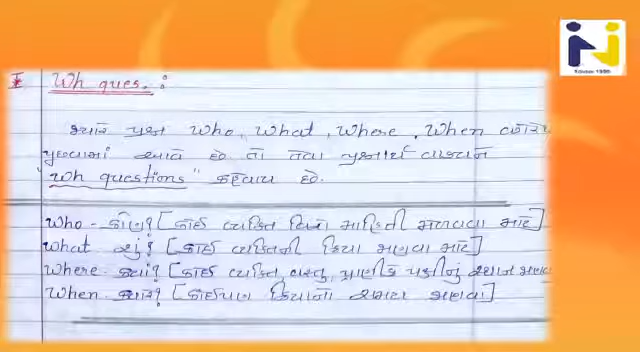 I Wh ques. :
જ્યારે પ્રશ્ન Who, What, Where, When વગેરે
પુછવામાં આવે છે. તો તેવા પ્રશ્નાર્થ વાક્યને
"Wh questions" કહેવાય છે.
Who - કોણ? [કોઈ વ્યક્તિ વિષે માહિતી મેળવવા માટે]
What - શું? [કોઈ વ્યક્તિની ક્રિયા જાણવા માટે]
Where - ક્યાં? [કોઈ વ્યક્તિ, વસ્તુ, પ્રાણી કે પક્ષીનું સ્થાન જાણવા
When - ક્યારે? [કોઈપણ ક્રિયાનો સમય જાણવા]